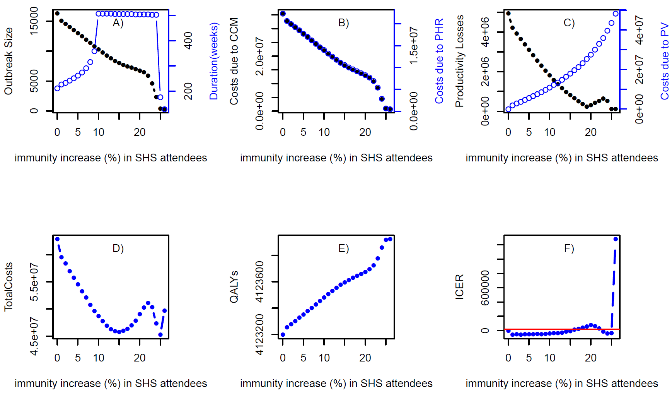 A)
Outbreak Size
0 5000 15000
Duration(weeks)
200 400
0 5 10 20
immunity increase (%) in SHS attendees
B)
Costs due to CCM
0.0e+00 2.0e+07
Costs due to PHR
0.0e+00 1.5e+07
0 5 10 20
immunity increase (%) in SHS attendees
C)
Productivity Losses
0e+00 2e+06 4e+06
Costs due to PV
0e+00 2e+07 4e+07
0 5 10 20
immunity increase (%) in SHS attendees
D)
TotalCosts
4.5e+07 5.5e+07
0 5 10 20
immunity increase (%) in SHS attendees
E)
QALYs
4123200 4123600
0 5 10 20
immunity increase (%) in SHS attendees
F)
ICER
0 600000
0 5 10 20
immunity increase (%) in SHS attendees